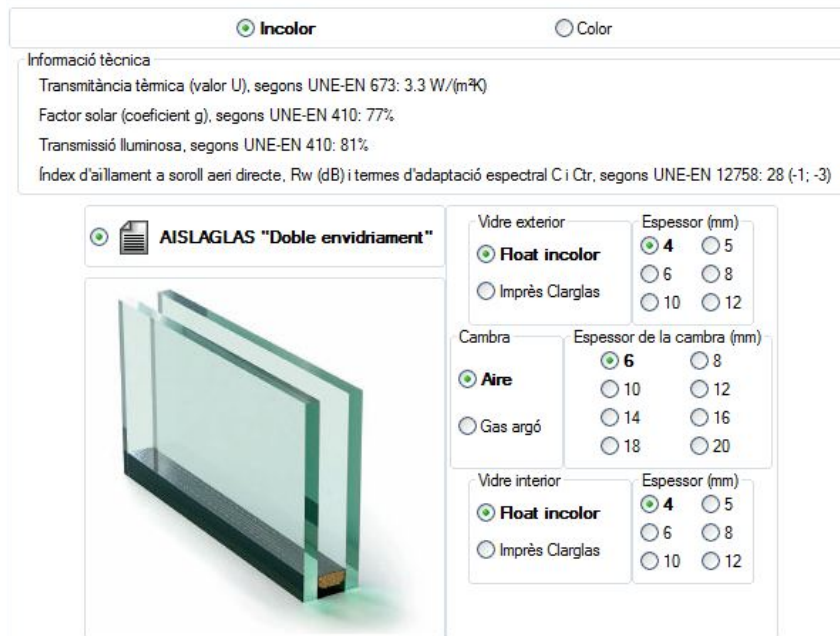 Incolor Color
Informació tècnica
Transmitància tèrmica (valor U), segons UNE-EN 673: 3.3 W/(m²K)
Factor solar (coeficient g), segons UNE-EN 410: 77%
Transmissió lluminosa, segons UNE-EN 410: 81%
Índex d'aïllament a soroll aeri directe, Rw (dB) i termes d'adaptació espectral C i Ctr, segons UNE-EN 12758: 28 (-1; -3)
AISLAGLAS "Doble envidriament"
Vidre exterior
Float incolor
Imprès Clarglas
Espessor (mm)
4 5
6 8
10 12
Cambra
Aire
Gas argó
Espessor de la cambra (mm)
6 8
10 12
14 16
18 20
Vidre interior
Float incolor
Imprès Clarglas
Espessor (mm)
4 5
6 8
10 12